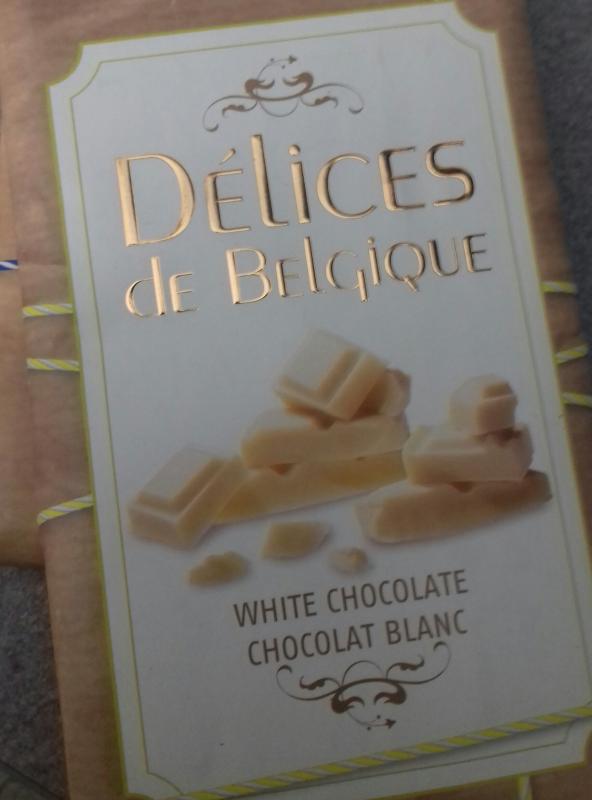 DÉLICES
de BELGIQUE
WHITE CHOCOLATE
CHOCOLAT BLANC